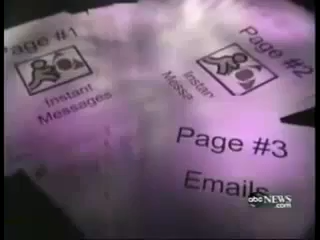 Page #1
Instant
Messages
Page #2
Instant
Messa
Page #3
Emails
abcNEWS
.com